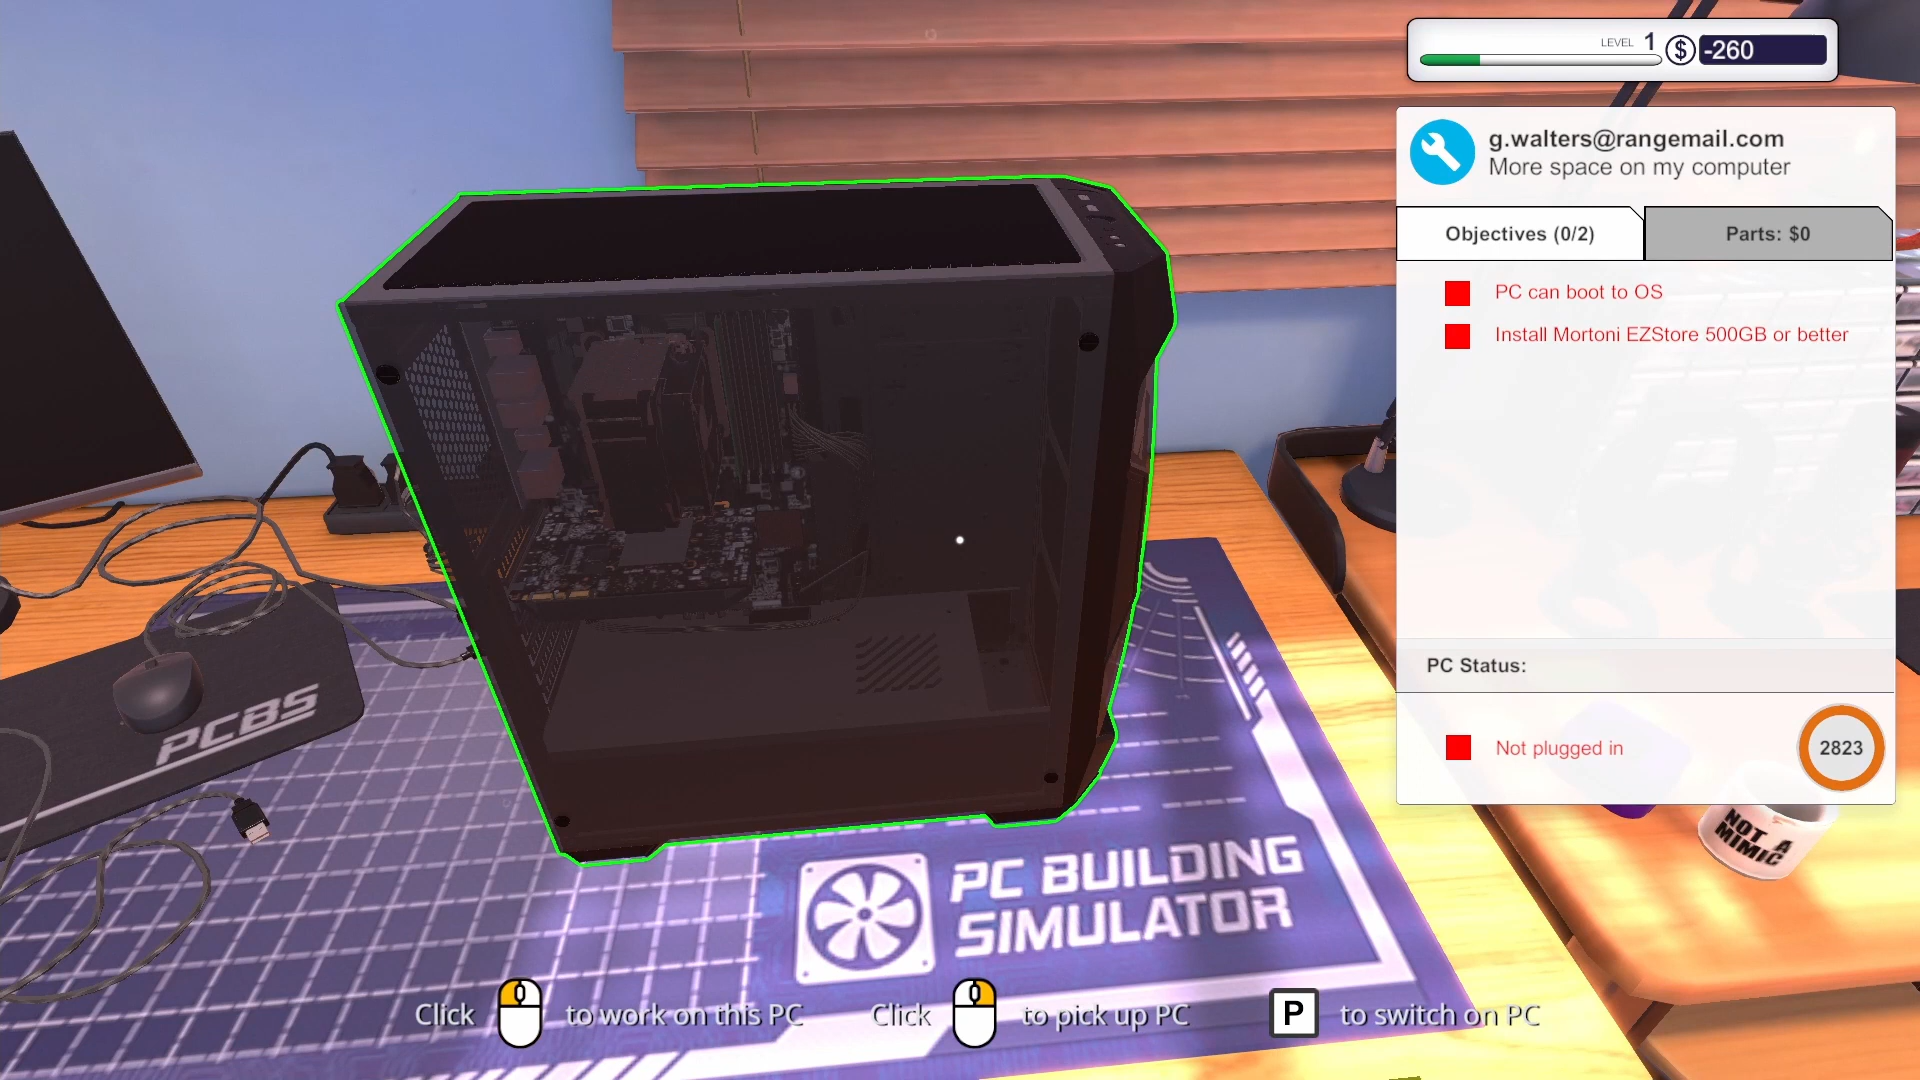 LEVEL 1 $ -260
g.walters@rangemail.com
More space on my computer
Objectives (0/2)
Parts: $0
PC can boot to OS
Install Mortoni EZStore 500GB or better
PC Status:
Not plugged in
2823
PCBS
NOT A
MIMIC
PC BUILDING
SIMULATOR
Click to work on this PC
Click to pick up PC
P to switch on PC